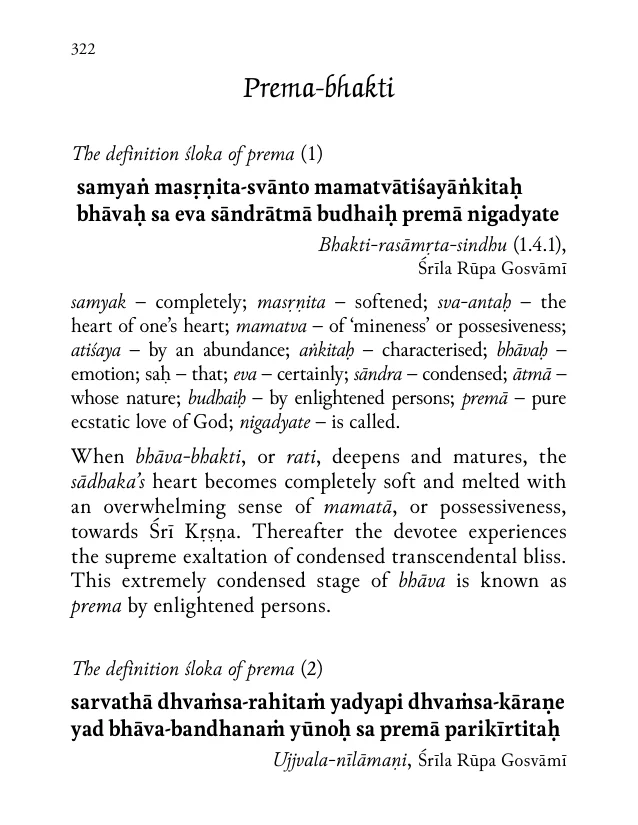 322
Prema-bhakti
The definition śloka of prema (1)
samyaṅ masṛṇita-svānto mamatvātiśayāṅkitaḥ
bhāvaḥ sa eva sāndrātmā budhaiḥ premā nigadyate
Bhakti-rasāmṛta-sindhu (1.4.1),
Śrīla Rūpa Gosvāmī
samyak – completely; masṛṇita – softened; sva-antaḥ – the
heart of one’s heart; mamatva – of ‘mineness’ or possesiveness;
atiśaya – by an abundance; aṅkitaḥ – characterised; bhāvaḥ –
emotion; saḥ – that; eva – certainly; sāndra – condensed; ātmā –
whose nature; budhaiḥ – by enlightened persons; premā – pure
ecstatic love of God; nigadyate – is called.
When bhāva-bhakti, or rati, deepens and matures, the
sādhaka’s heart becomes completely soft and melted with
an overwhelming sense of mamatā, or possessiveness,
towards Śrī Kṛṣṇa. Thereafter the devotee experiences
the supreme exaltation of condensed transcendental bliss.
This extremely condensed stage of bhāva is known as
prema by enlightened persons.
The definition śloka of prema (2)
sarvathā dhvaṁsa-rahitaṁ yadyapi dhvaṁsa-kāraṇe
yad bhāva-bandhanaṁ yūnoḥ sa premā parikīrtitaḥ
Ujjvala-nīlāmaṇi, Śrīla Rūpa Gosvāmī